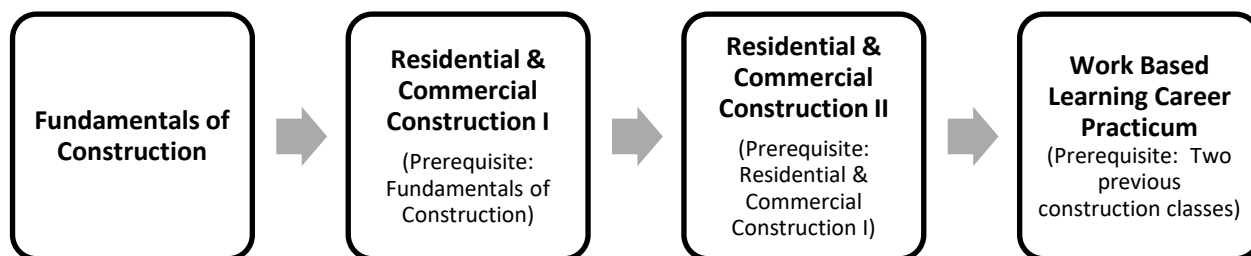 Fundamentals of
Construction
Residential &
Commercial
Construction I
(Prerequisite:
Fundamentals of
Construction)
Residential &
Commercial
Construction II
(Prerequisite:
Residential &
Commercial
Construction I)
Work Based
Learning Career
Practicum
(Prerequisite:  Two
previous
construction classes)